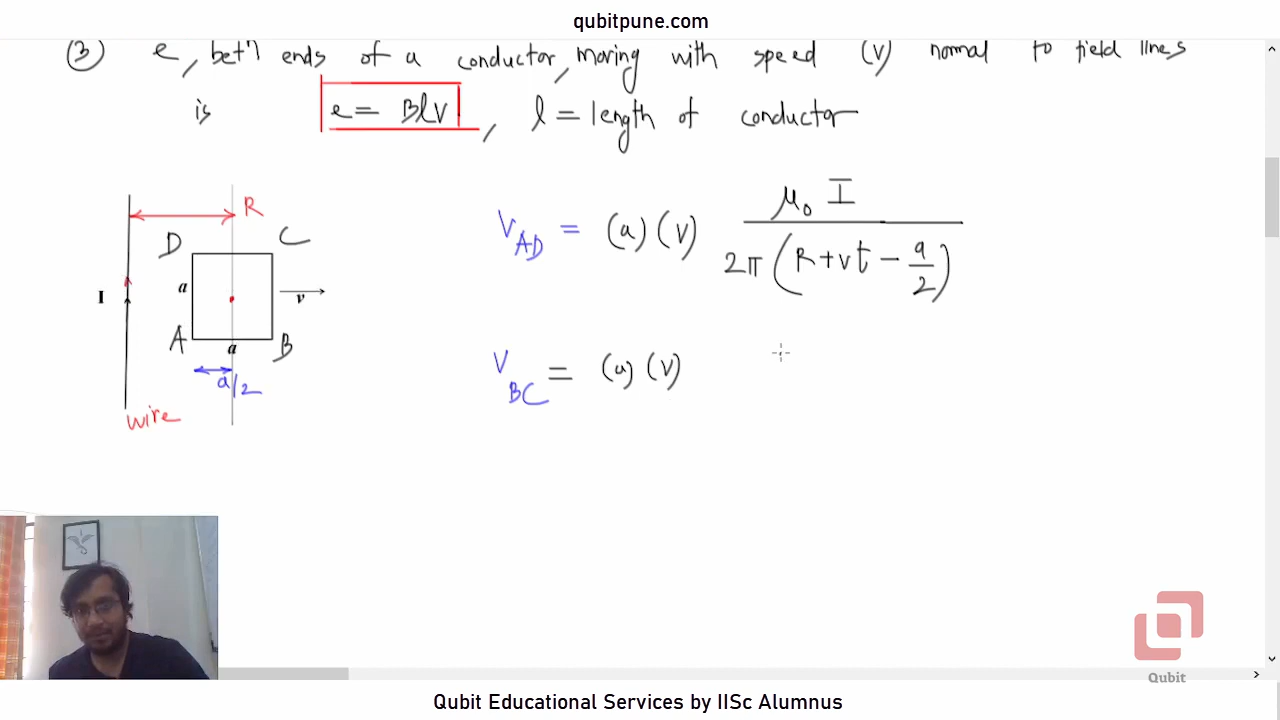 qubitpune.com
(3) e, betn ends of a conductor, moving with speed (v) normal to field lines
is e = Blv, l = length of conductor
R
D C
a
I
v
A B
a
a/2
wire
V_AD = (a) (v) μ₀ I / 2π (R + vt − a/2)
V_BC = (a) (v)
Qubit
Qubit Educational Services by IISc Alumnus